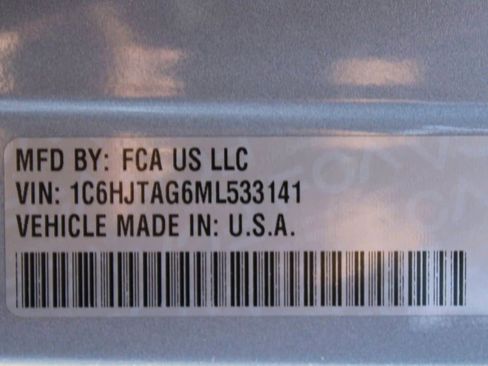 MFD BY: FCA US LLC
VIN: 1C6HJTAG6ML533141
VEHICLE MADE IN: U.S.A.